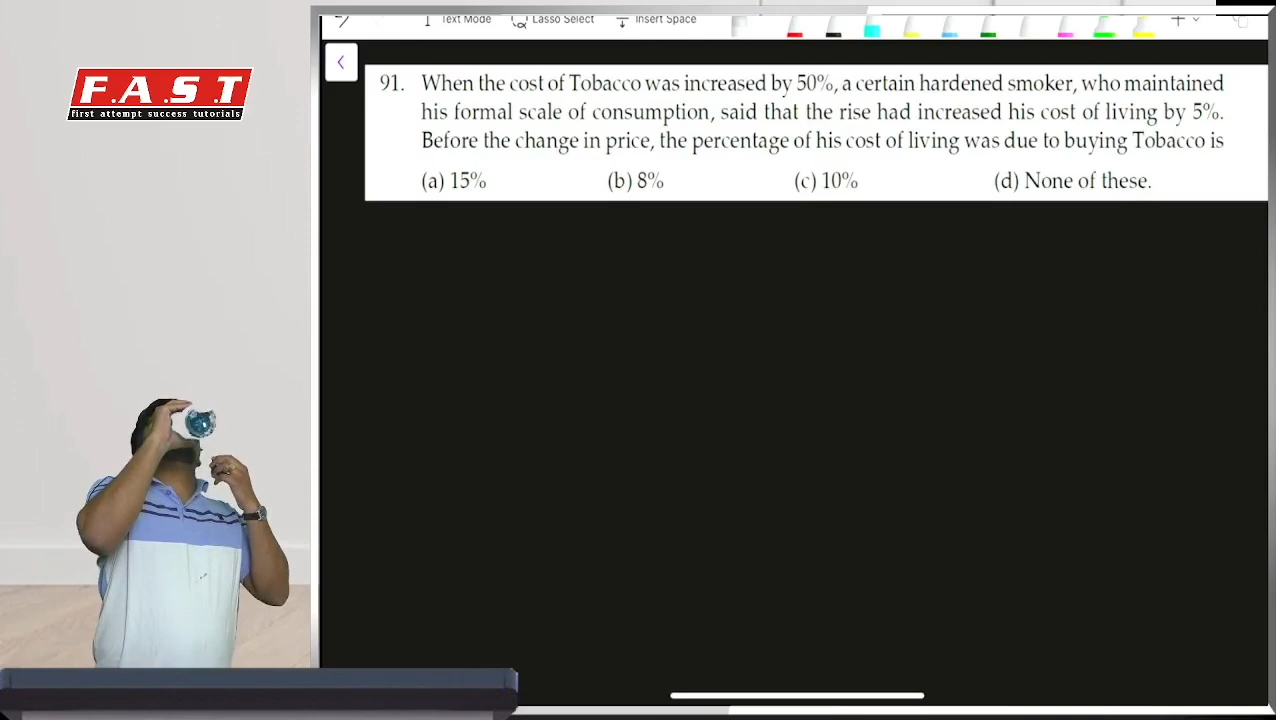 Text Mode
Lasso Select
Insert Space
F.A.S.T
first attempt success tutorials
91. When the cost of Tobacco was increased by 50%, a certain hardened smoker, who maintained
his formal scale of consumption, said that the rise had increased his cost of living by 5%.
Before the change in price, the percentage of his cost of living was due to buying Tobacco is
(a) 15% (b) 8% (c) 10% (d) None of these.